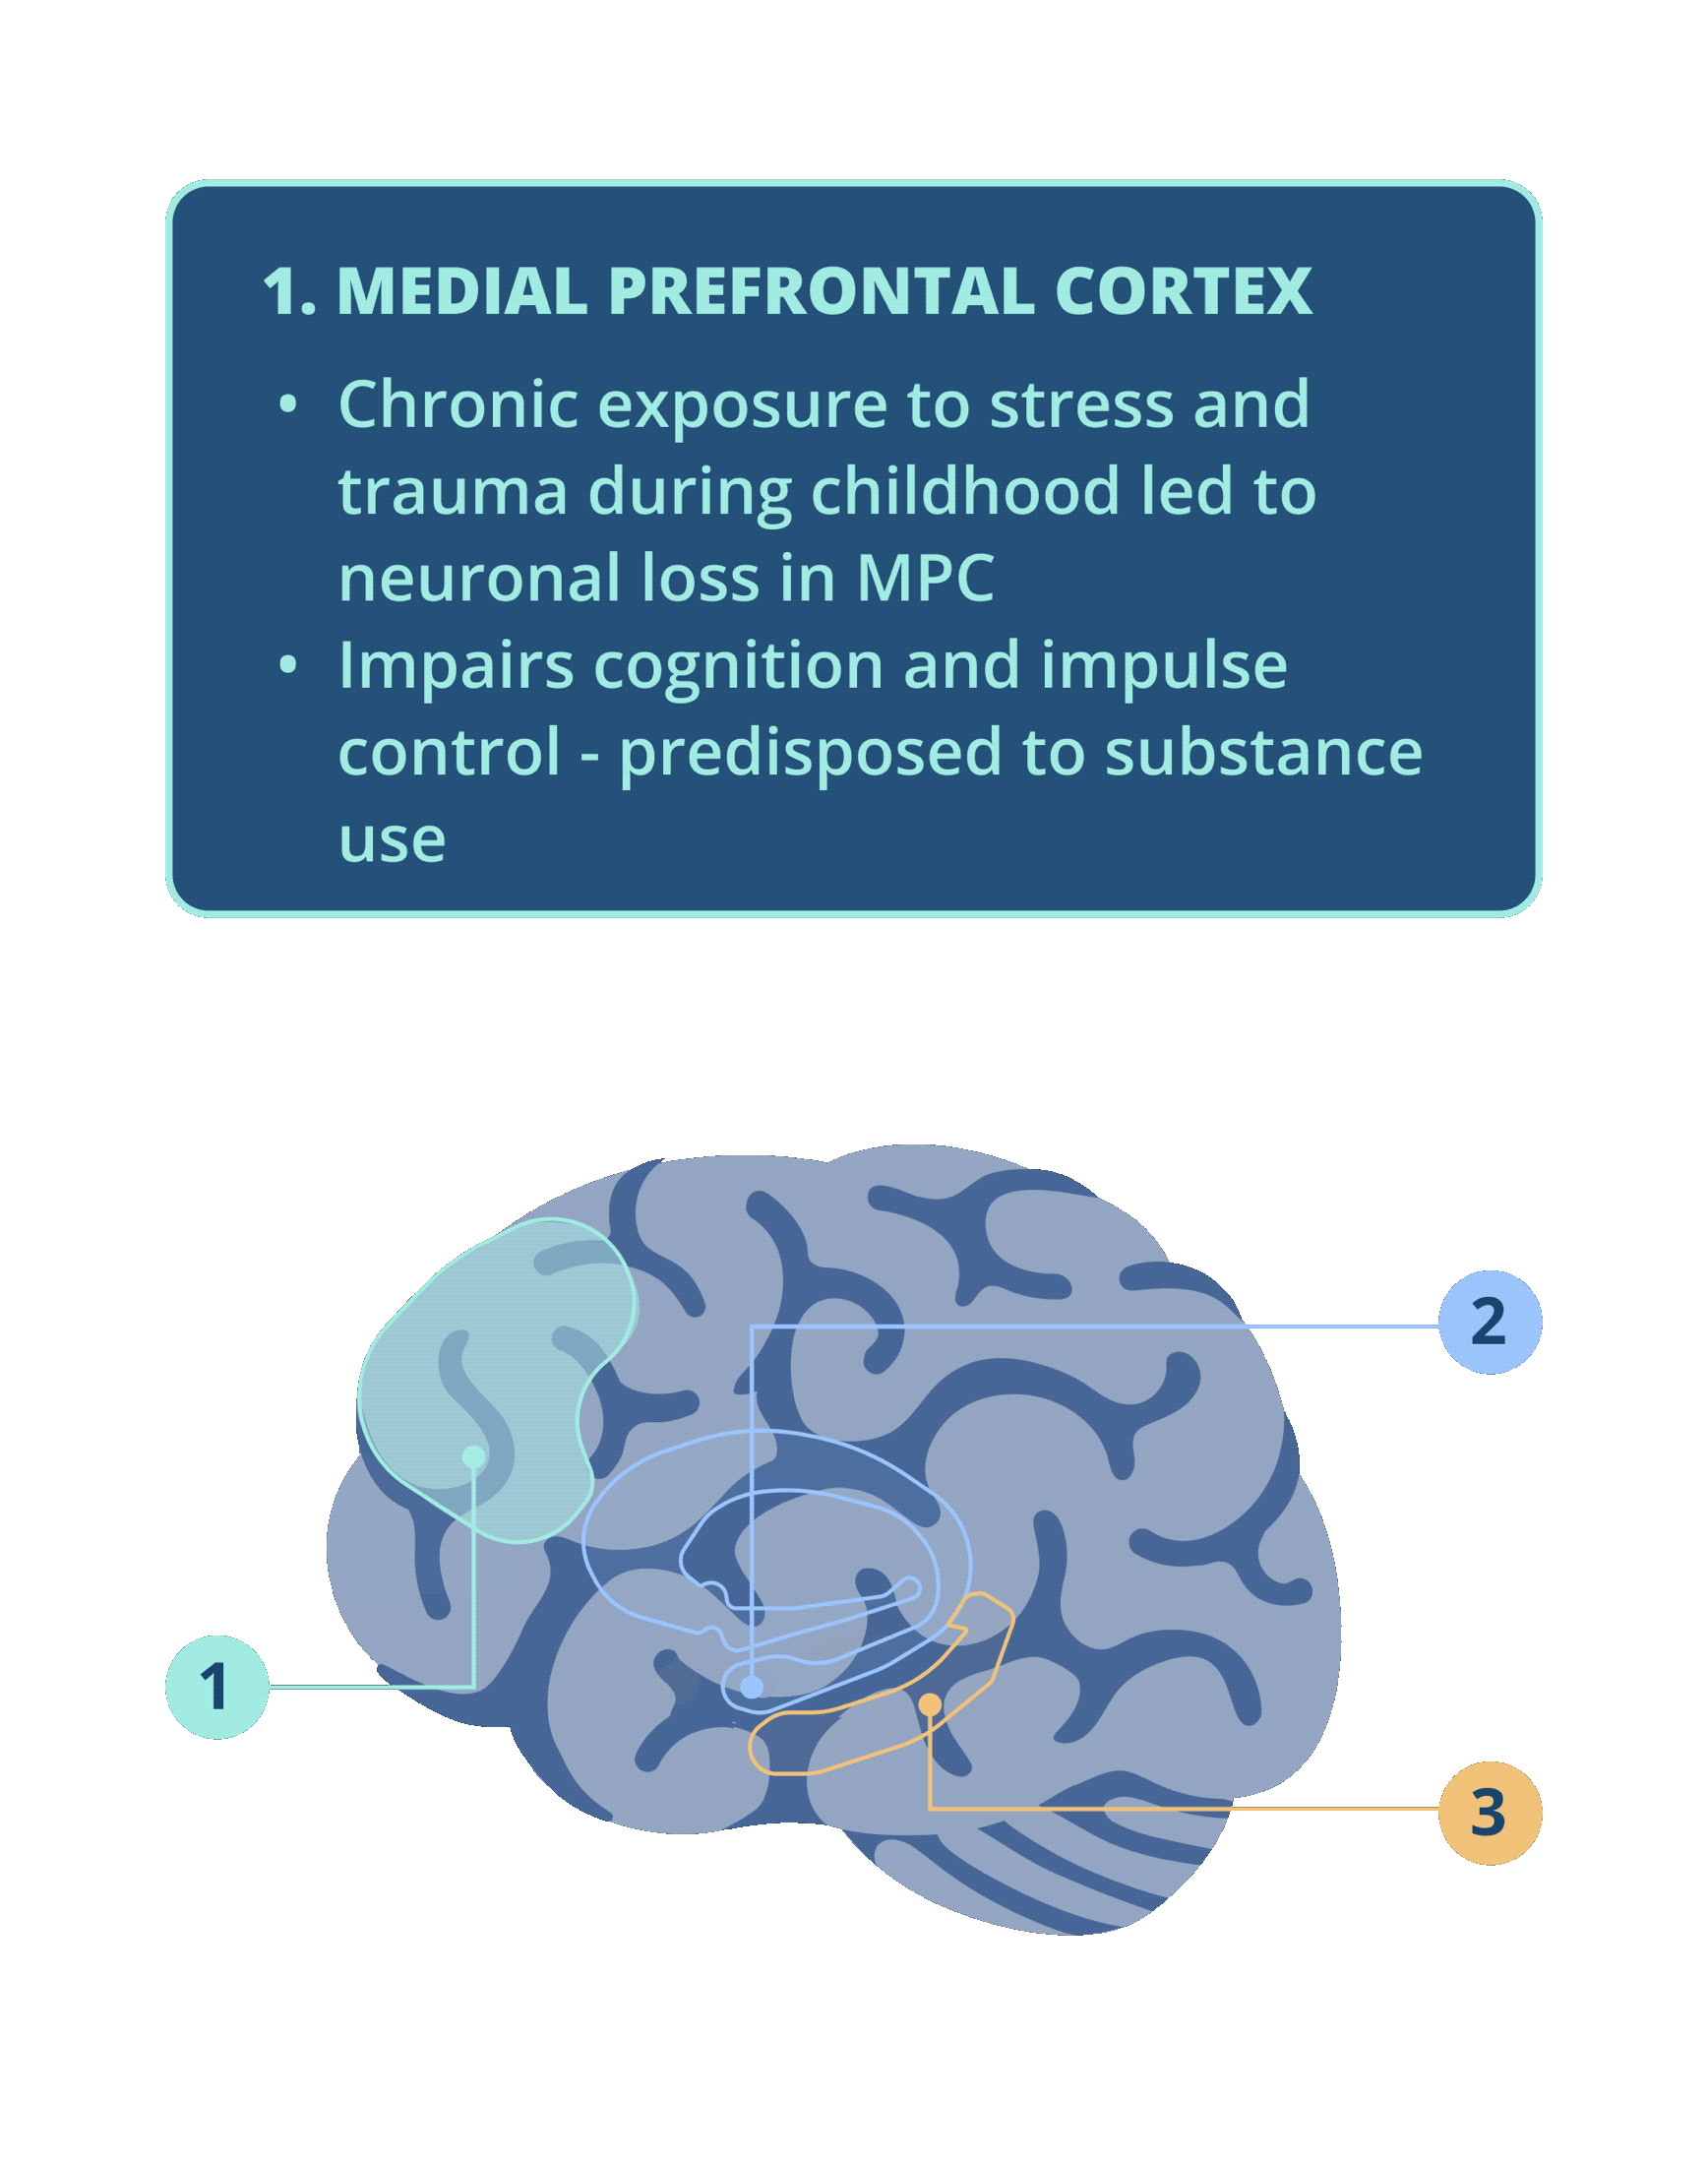 1. MEDIAL PREFRONTAL CORTEX
• Chronic exposure to stress and
trauma during childhood led to
neuronal loss in MPC
• Impairs cognition and impulse
control - predisposed to substance
use
2
1
3